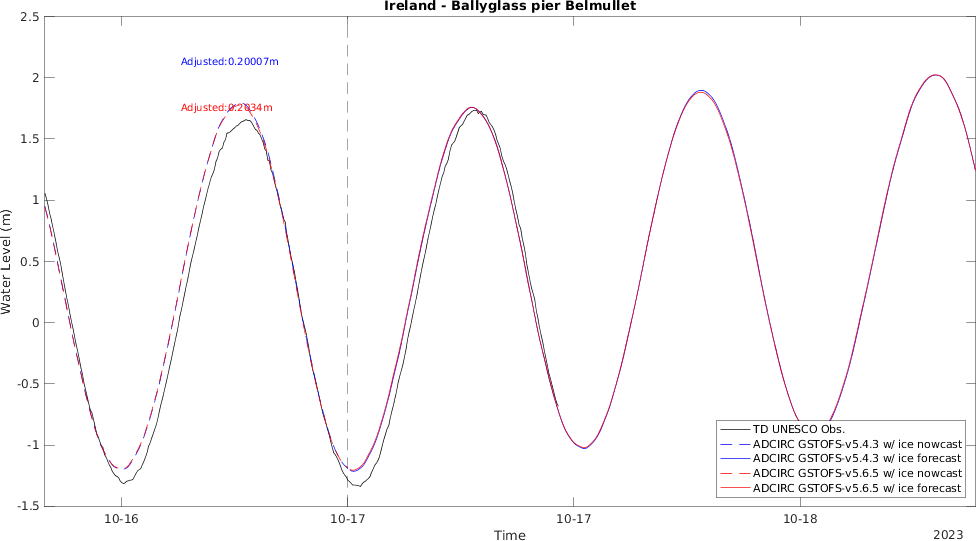 Ireland - Ballyglass pier Belmullet
2.5
2
1.5
1
0.5
0
-0.5
-1
-1.5
Water Level (m)
Adjusted:0.20007m
Adjusted:0.2034m
TD UNESCO Obs.
ADCIRC GSTOFS-v5.4.3 w/ ice nowcast
ADCIRC GSTOFS-v5.4.3 w/ ice forecast
ADCIRC GSTOFS-v5.6.5 w/ ice nowcast
ADCIRC GSTOFS-v5.6.5 w/ ice forecast
10-16
10-17
10-17
10-18
Time
2023